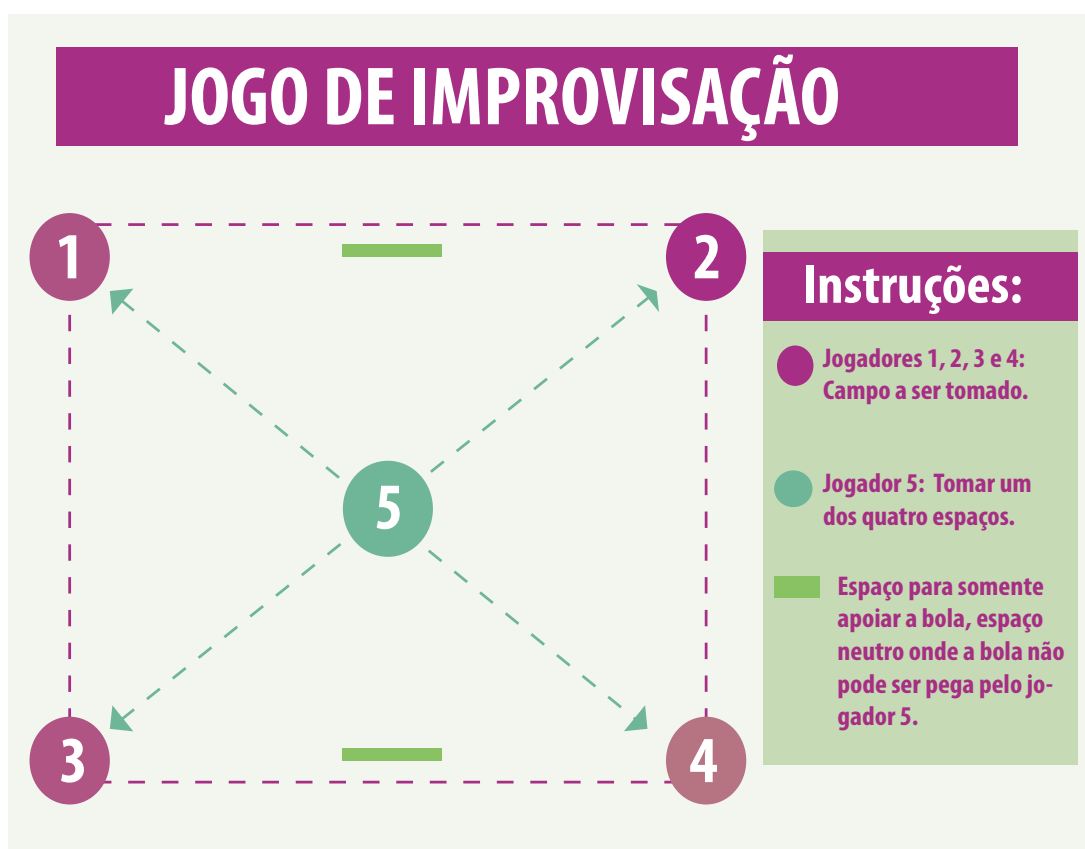 JOGO DE IMPROVISAÇÃO
1
2
5
3
4
Instruções:
Jogadores 1, 2, 3 e 4:
Campo a ser tomado.
Jogador 5: Tomar um
dos quatro espaços.
Espaço para somente
apoiar a bola, espaço
neutro onde a bola não
pode ser pega pelo jo-
gador 5.